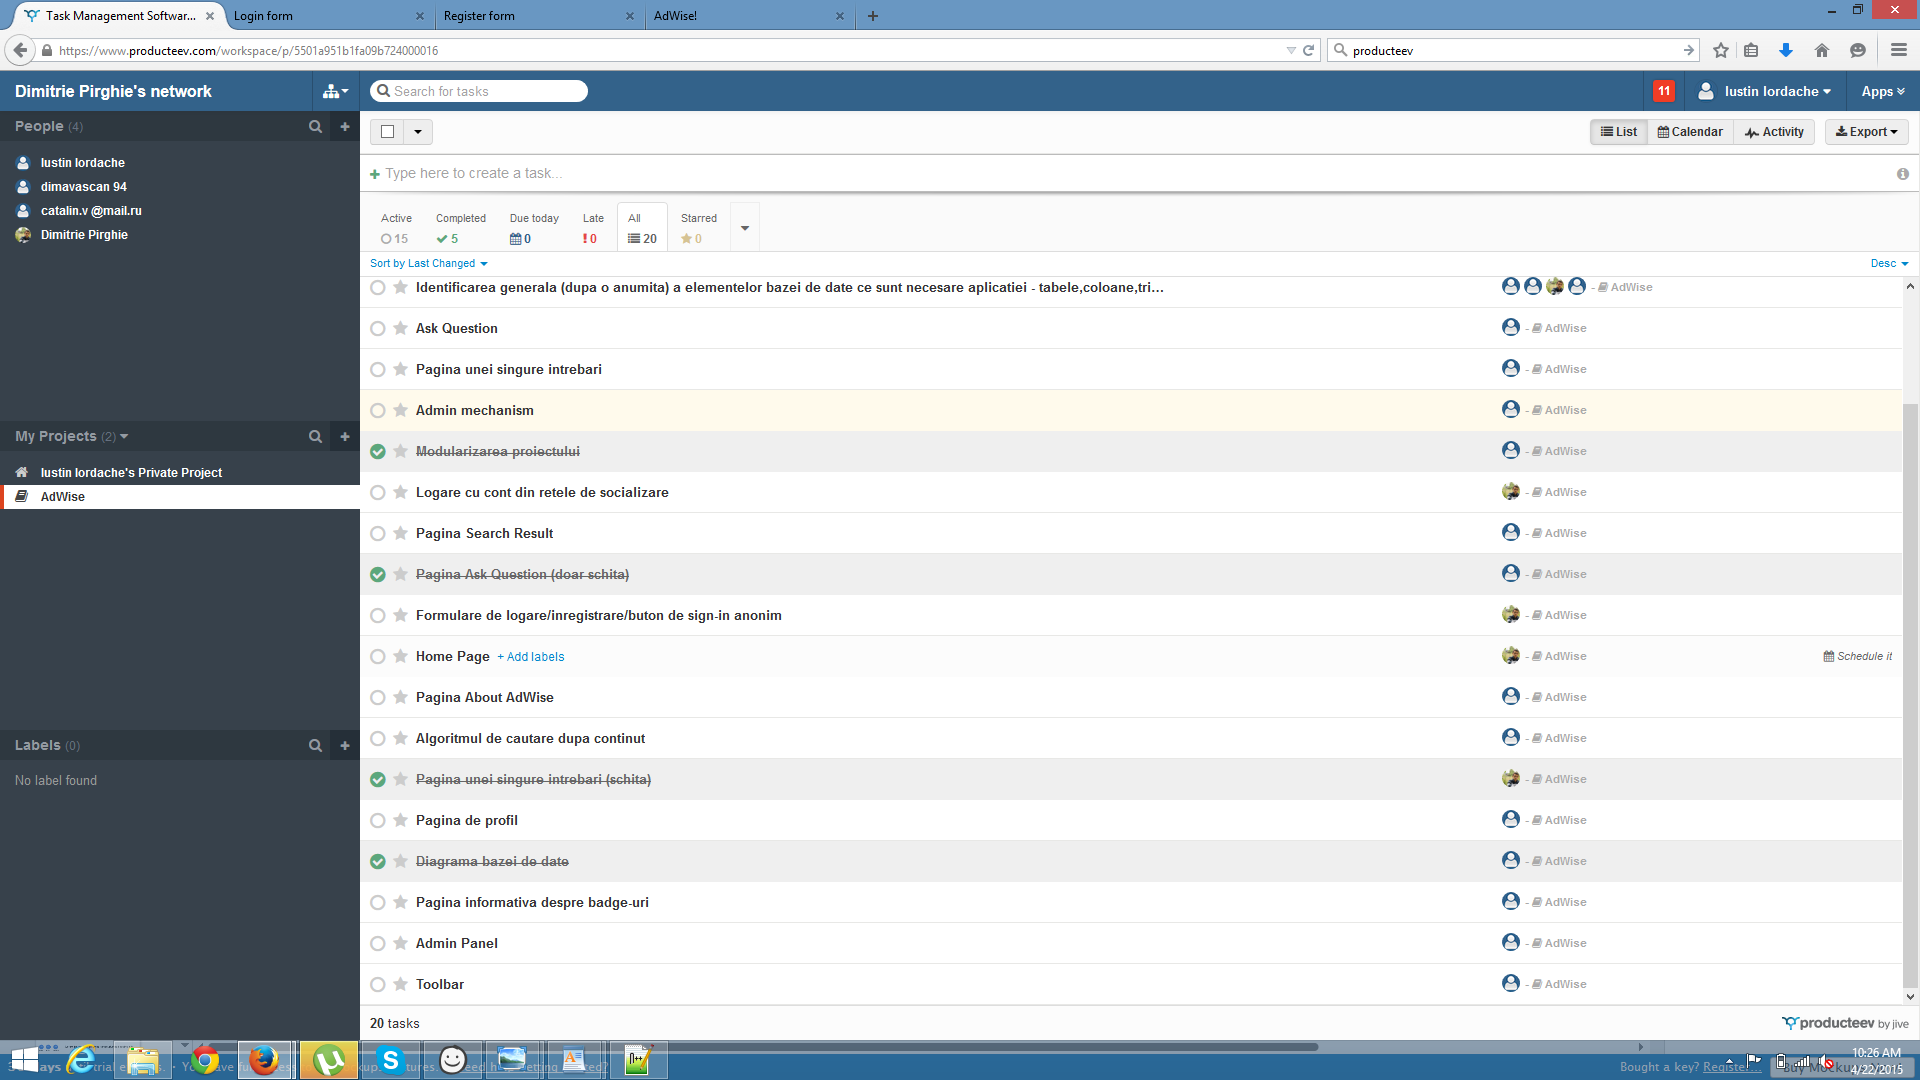 Task Management Softwar...
Login form
Register form
AdWise!
https://www.producteev.com/workspace/p/5501a951b1fa09b724000016
producteev
Dimitrie Pirghie's network
Search for tasks
11
Iustin Iordache
Apps
People (4)
Iustin Iordache
dimavascan 94
catalin.v @mail.ru
Dimitrie Pirghie
My Projects (2)
Iustin Iordache's Private Project
AdWise
Labels (0)
No label found
List
Calendar
Activity
Export
Type here to create a task...
Active
15
Completed
5
Due today
0
Late
0
All
20
Starred
0
Sort by Last Changed
Desc
Identificarea generala (dupa o anumita) a elementelor bazei de date ce sunt necesare aplicatiei - tabele,coloane,tri... - AdWise
Ask Question - AdWise
Pagina unei singure intrebari - AdWise
Admin mechanism - AdWise
Modularizarea proiectului - AdWise
Logare cu cont din retele de socializare - AdWise
Pagina Search Result - AdWise
Pagina Ask Question (doar schita) - AdWise
Formulare de logare/inregistrare/buton de sign-in anonim - AdWise
Home Page + Add labels - AdWise Schedule it
Pagina About AdWise - AdWise
Algoritmul de cautare dupa continut - AdWise
Pagina unei singure intrebari (schita) - AdWise
Pagina de profil - AdWise
Diagrama bazei de date - AdWise
Pagina informativa despre badge-uri - AdWise
Admin Panel - AdWise
Toolbar - AdWise
20 tasks
producteev by jive
Bought a key? Register...
10:26 AM
4/22/2015